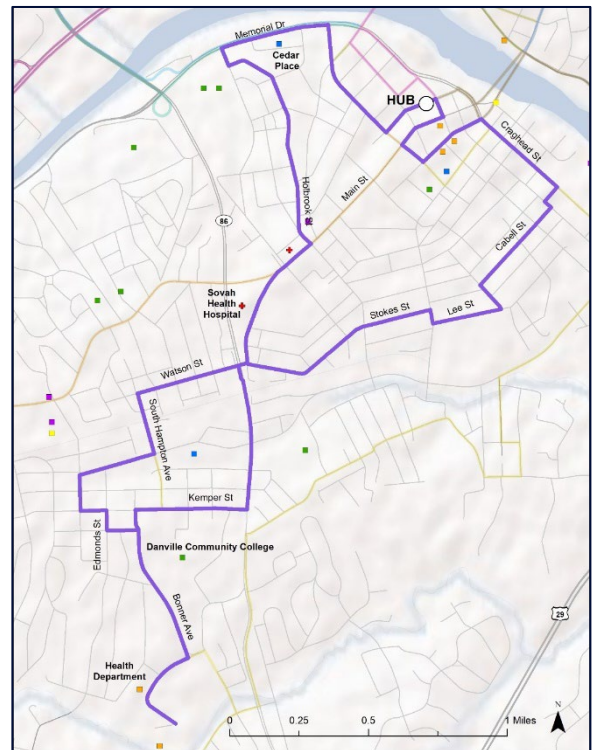 Memorial Dr
Cedar
Place
HUB
Craghead St
Main St
Holbrook
Cabell St
86
Sovah
Health
Hospital
Stokes St
Lee St
Watson St
South Hampton Ave
Kemper St
Edmonds St
Danville Community College
Bonner Ave
29
Health
Department
N
0 0.25 0.5 1 Miles